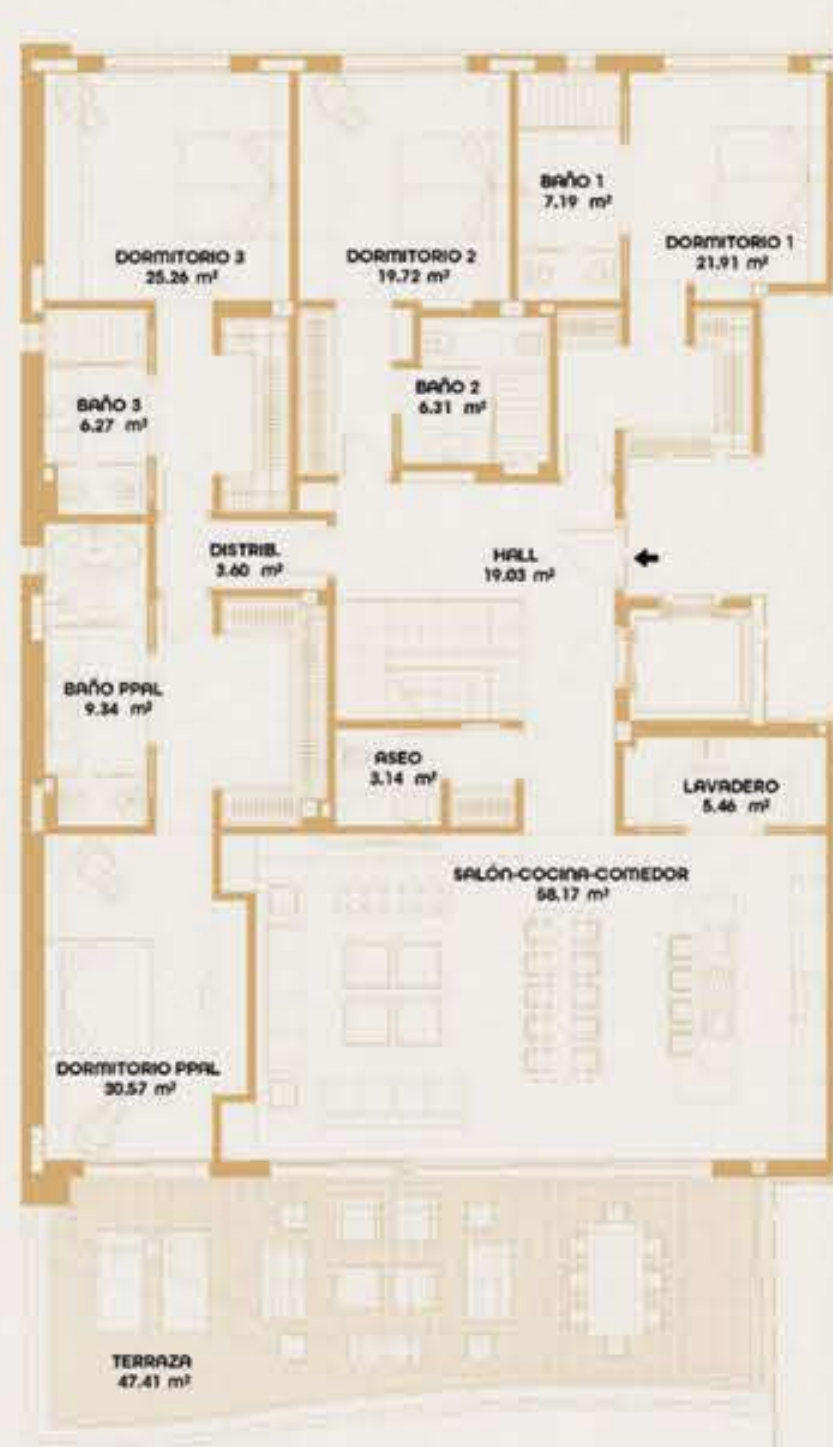 BAÑO 1
7.19 m²
DORMITORIO 3
25.26 m²
DORMITORIO 2
19.72 m²
DORMITORIO 1
21.91 m²
BAÑO 3
6.27 m²
BAÑO 2
6.31 m²
DISTRIB.
3.60 m²
HALL
19.03 m²
BAÑO PPAL
9.34 m²
ASEO
3.14 m²
LAVADERO
5.46 m²
SALÓN-COCINA-COMEDOR
58.17 m²
DORMITORIO PPAL
30.57 m²
TERRAZA
47.41 m²